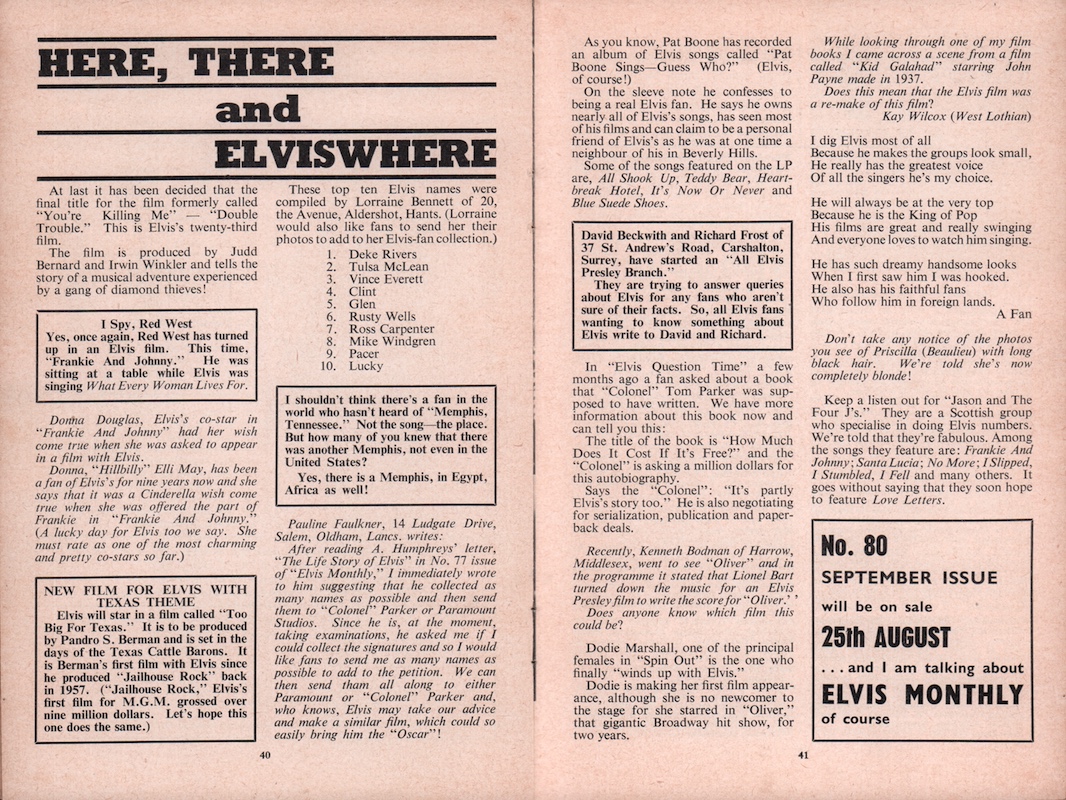 HERE, THERE
and
ELVISWHERE
At last it has been decided that the
final title for the film formerly called
“You're Killing Me” — “Double
Trouble.” This is Elvis's twenty-third
film.
The film is produced by Judd
Bernard and Irwin Winkler and tells the
story of a musical adventure experienced
by a gang of diamond thieves!
I Spy, Red West
Yes, once again, Red West has turned
up in an Elvis film. This time,
“Frankie And Johnny.” He was
sitting at a table while Elvis was
singing What Every Woman Lives For.
Donna Douglas, Elvis's co-star in
“Frankie And Johnny” had her wish
come true when she was asked to appear
in a film with Elvis.
Donna, “Hillbilly” Elli May, has been
a fan of Elvis's for nine years now and she
says that it was a Cinderella wish come
true when she was offered the part of
Frankie in “Frankie And Johnny.”
(A lucky day for Elvis too we say. She
must rate as one of the most charming
and pretty co-stars so far.)
NEW FILM FOR ELVIS WITH
TEXAS THEME
Elvis will star in a film called “Too
Big For Texas.” It is to be produced
by Pandro S. Berman and is set in the
days of the Texas Cattle Barons. It
is Berman's first film with Elvis since
he produced “Jailhouse Rock” back
in 1957. (“Jailhouse Rock,” Elvis's
first film for M.G.M. grossed over
nine million dollars. Let's hope this
one does the same.)
These top ten Elvis names were
compiled by Lorraine Bennett of 20,
the Avenue, Aldershot, Hants. (Lorraine
would also like fans to send her their
photos to add to her Elvis-fan collection.)
1. Deke Rivers
2. Tulsa McLean
3. Vince Everett
4. Clint
5. Glen
6. Rusty Wells
7. Ross Carpenter
8. Mike Windgren
9. Pacer
10. Lucky
I shouldn't think there's a fan in the
world who hasn't heard of “Memphis,
Tennessee.” Not the song—the place.
But how many of you knew that there
was another Memphis, not even in the
United States?
Yes, there is a Memphis, in Egypt,
Africa as well!
Pauline Faulkner, 14 Ludgate Drive,
Salem, Oldham, Lancs. writes:
After reading A. Humphreys' letter,
“The Life Story of Elvis” in No. 77 issue
of “Elvis Monthly,” I immediately wrote
to him suggesting that he collected as
many names as possible and then send
them to “Colonel” Parker or Paramount
Studios. Since he is, at the moment,
taking examinations, he asked me if I
could collect the signatures and so I would
like fans to send me as many names as
possible to add to the petition. We can
then send tham all along to either
Paramount or “Colonel” Parker and,
who knows, Elvis may take our advice
and make a similar film, which could so
easily bring him the “Oscar”!
40
As you know, Pat Boone has recorded
an album of Elvis songs called “Pat
Boone Sings—Guess Who?” (Elvis,
of course!)
On the sleeve note he confesses to
being a real Elvis fan. He says he owns
nearly all of Elvis's songs, has seen most
of his films and can claim to be a personal
friend of Elvis's as he was at one time a
neighbour of his in Beverly Hills.
Some of the songs featured on the LP
are, All Shook Up, Teddy Bear, Heart-
break Hotel, It's Now Or Never and
Blue Suede Shoes.
David Beckwith and Richard Frost of
37 St. Andrew's Road, Carshalton,
Surrey, have started an “All Elvis
Presley Branch.”
They are trying to answer queries
about Elvis for any fans who aren't
sure of their facts. So, all Elvis fans
wanting to know something about
Elvis write to David and Richard.
In “Elvis Question Time” a few
months ago a fan asked about a book
that “Colonel” Tom Parker was sup-
posed to have written. We have more
information about this book now and
can tell you this:
The title of the book is “How Much
Does It Cost If It's Free?” and the
“Colonel” is asking a million dollars for
this autobiography.
Says the “Colonel”: “It's partly
Elvis's story too.” He is also negotiating
for serialization, publication and paper-
back deals.
Recently, Kenneth Bodman of Harrow,
Middlesex, went to see “Oliver” and in
the programme it stated that Lionel Bart
turned down the music for an Elvis
Presley film to write the score for “Oliver.’ ’
Does anyone know which film this
could be?
Dodie Marshall, one of the principal
females in “Spin Out” is the one who
finally “winds up with Elvis.”
Dodie is making her first film appear-
ance, although she is no newcomer to
the stage for she starred in “Oliver,”
that gigantic Broadway hit show, for
two years.
While looking through one of my film
books I came across a scene from a film
called “Kid Galahad” starring John
Payne made in 1937.
Does this mean that the Elvis film was
a re-make of this film?
Kay Wilcox (West Lothian)
I dig Elvis most of all
Because he makes the groups look small,
He really has the greatest voice
Of all the singers he's my choice.
He will always be at the very top
Because he is the King of Pop
His films are great and really swinging
And everyone loves to watch him singing.
He has such dreamy handsome looks
When I first saw him I was hooked.
He also has his faithful fans
Who follow him in foreign lands.
A Fan
Don't take any notice of the photos
you see of Priscilla (Beaulieu) with long
black hair. We're told she's now
completely blonde!
Keep a listen out for “Jason and The
Four J's.” They are a Scottish group
who specialise in doing Elvis numbers.
We're told that they're fabulous. Among
the songs they feature are: Frankie And
Johnny; Santa Lucia; No More; I Slipped,
I Stumbled, I Fell and many others. It
goes without saying that they soon hope
to feature Love Letters.
No. 80
SEPTEMBER ISSUE
will be on sale
25th AUGUST
. . . and I am talking about
ELVIS MONTHLY
of course
41